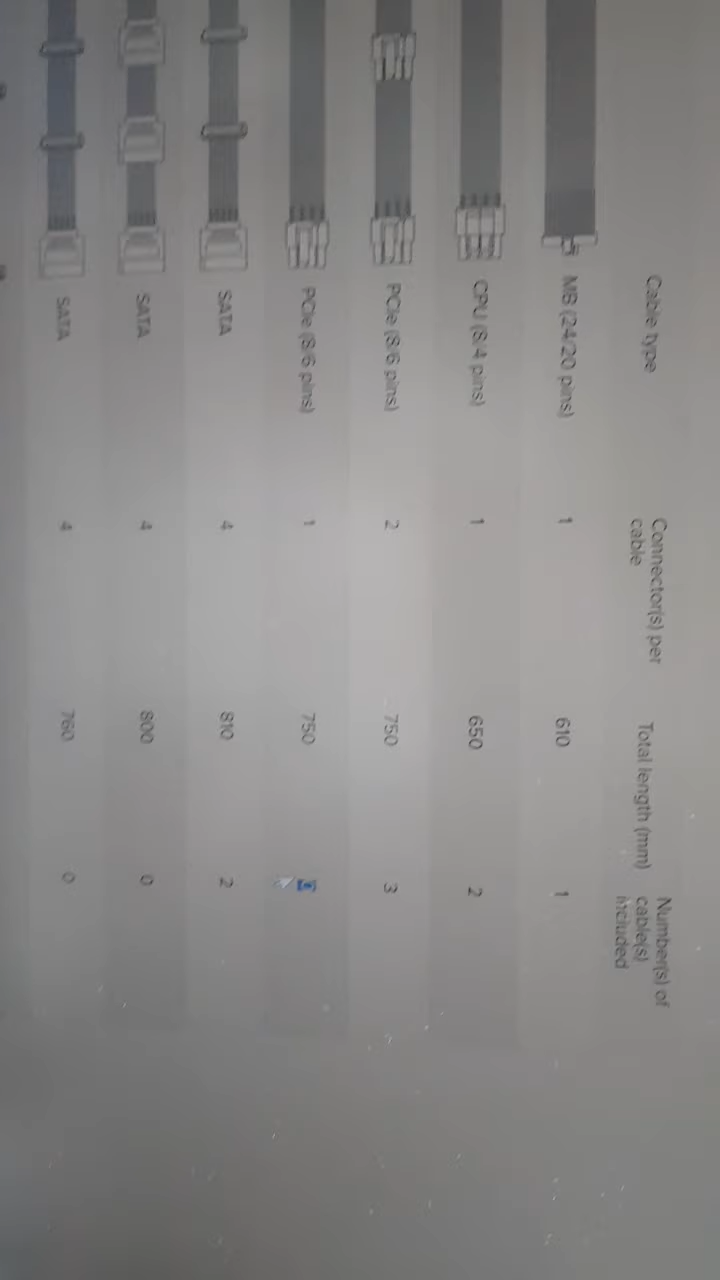 Cable type Connector(s) per cable Total length (mm) Number(s) of cable(s) included
MB (24/20 pins) 1 610 1
CPU (8/4 pins) 1 650 2
PCIe (8/6 pins) 2 750 3
PCIe (8/6 pins) 1 750
SATA 4 810 2
SATA 4 800 0
SATA 4 760 0